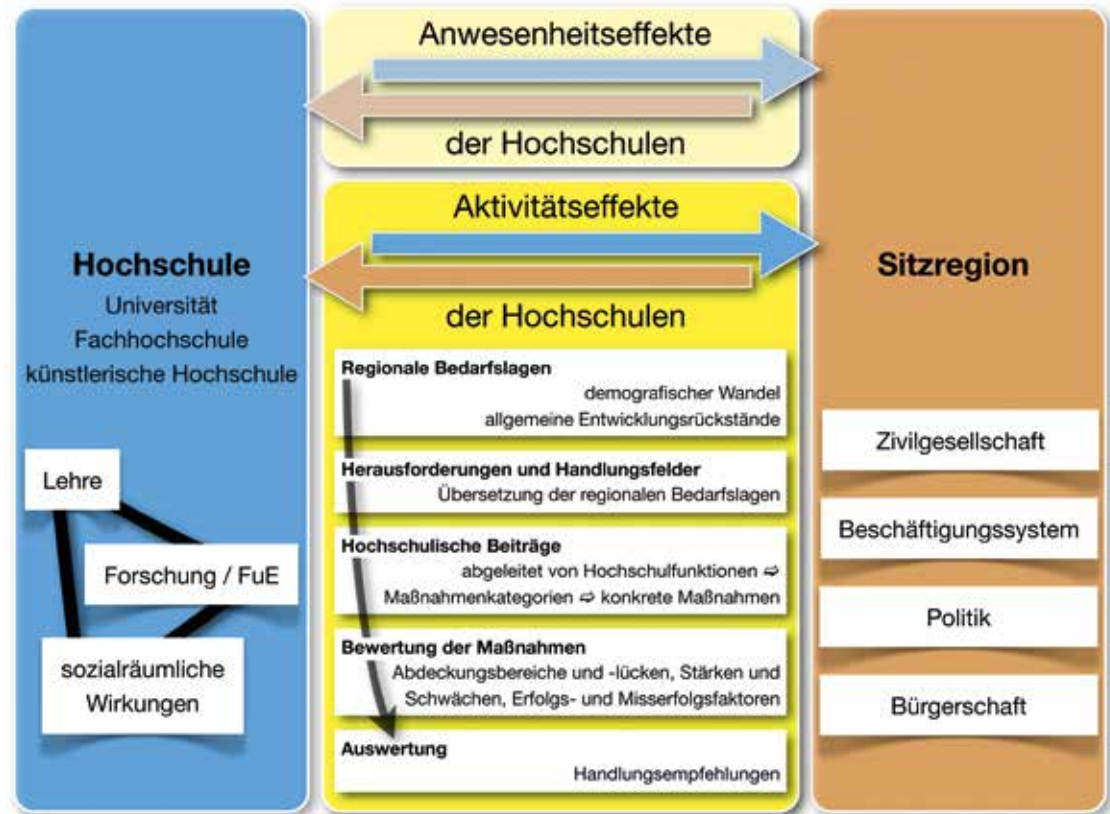 Hochschule
Universität
Fachhochschule
künstlerische Hochschule
Lehre
Forschung / FuE
sozialräumliche
Wirkungen
Anwesenheitseffekte
der Hochschulen
Aktivitätseffekte
der Hochschulen
Regionale Bedarfslagen
demografischer Wandel
allgemeine Entwicklungsrückstände
Herausforderungen und Handlungsfelder
Übersetzung der regionalen Bedarfslagen
Hochschulische Beiträge
abgeleitet von Hochschulfunktionen ⇨
Maßnahmenkategorien ⇨ konkrete Maßnahmen
Bewertung der Maßnahmen
Abdeckungsbereiche und -lücken, Stärken und
Schwächen, Erfolgs- und Misserfolgsfaktoren
Auswertung
Handlungsempfehlungen
Sitzregion
Zivilgesellschaft
Beschäftigungssystem
Politik
Bürgerschaft